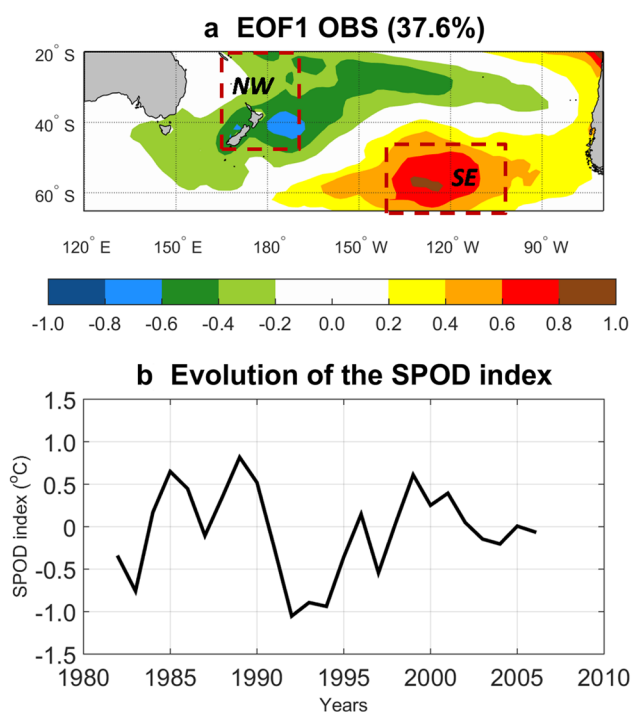 a EOF1 OBS (37.6%)
20° S
40° S
60° S
NW
SE
120° E 150° E 180° 150° W 120° W 90° W
-1.0 -0.8 -0.6 -0.4 -0.2 0.0 0.2 0.4 0.6 0.8 1.0
b Evolution of the SPOD index
SPOD index (°C)
1.5
1.0
0.5
0
-0.5
-1.0
-1.5
1980 1985 1990 1995 2000 2005 2010
Years